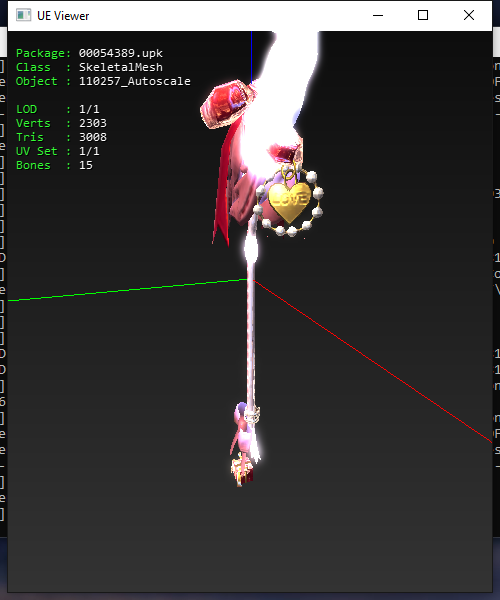 UE Viewer
Package: 00054389.upk
Class  : SkeletalMesh
Object : 110257_Autoscale
LOD    : 1/1
Verts  : 2303
Tris   : 3008
UV Set : 1/1
Bones  : 15
LOVE